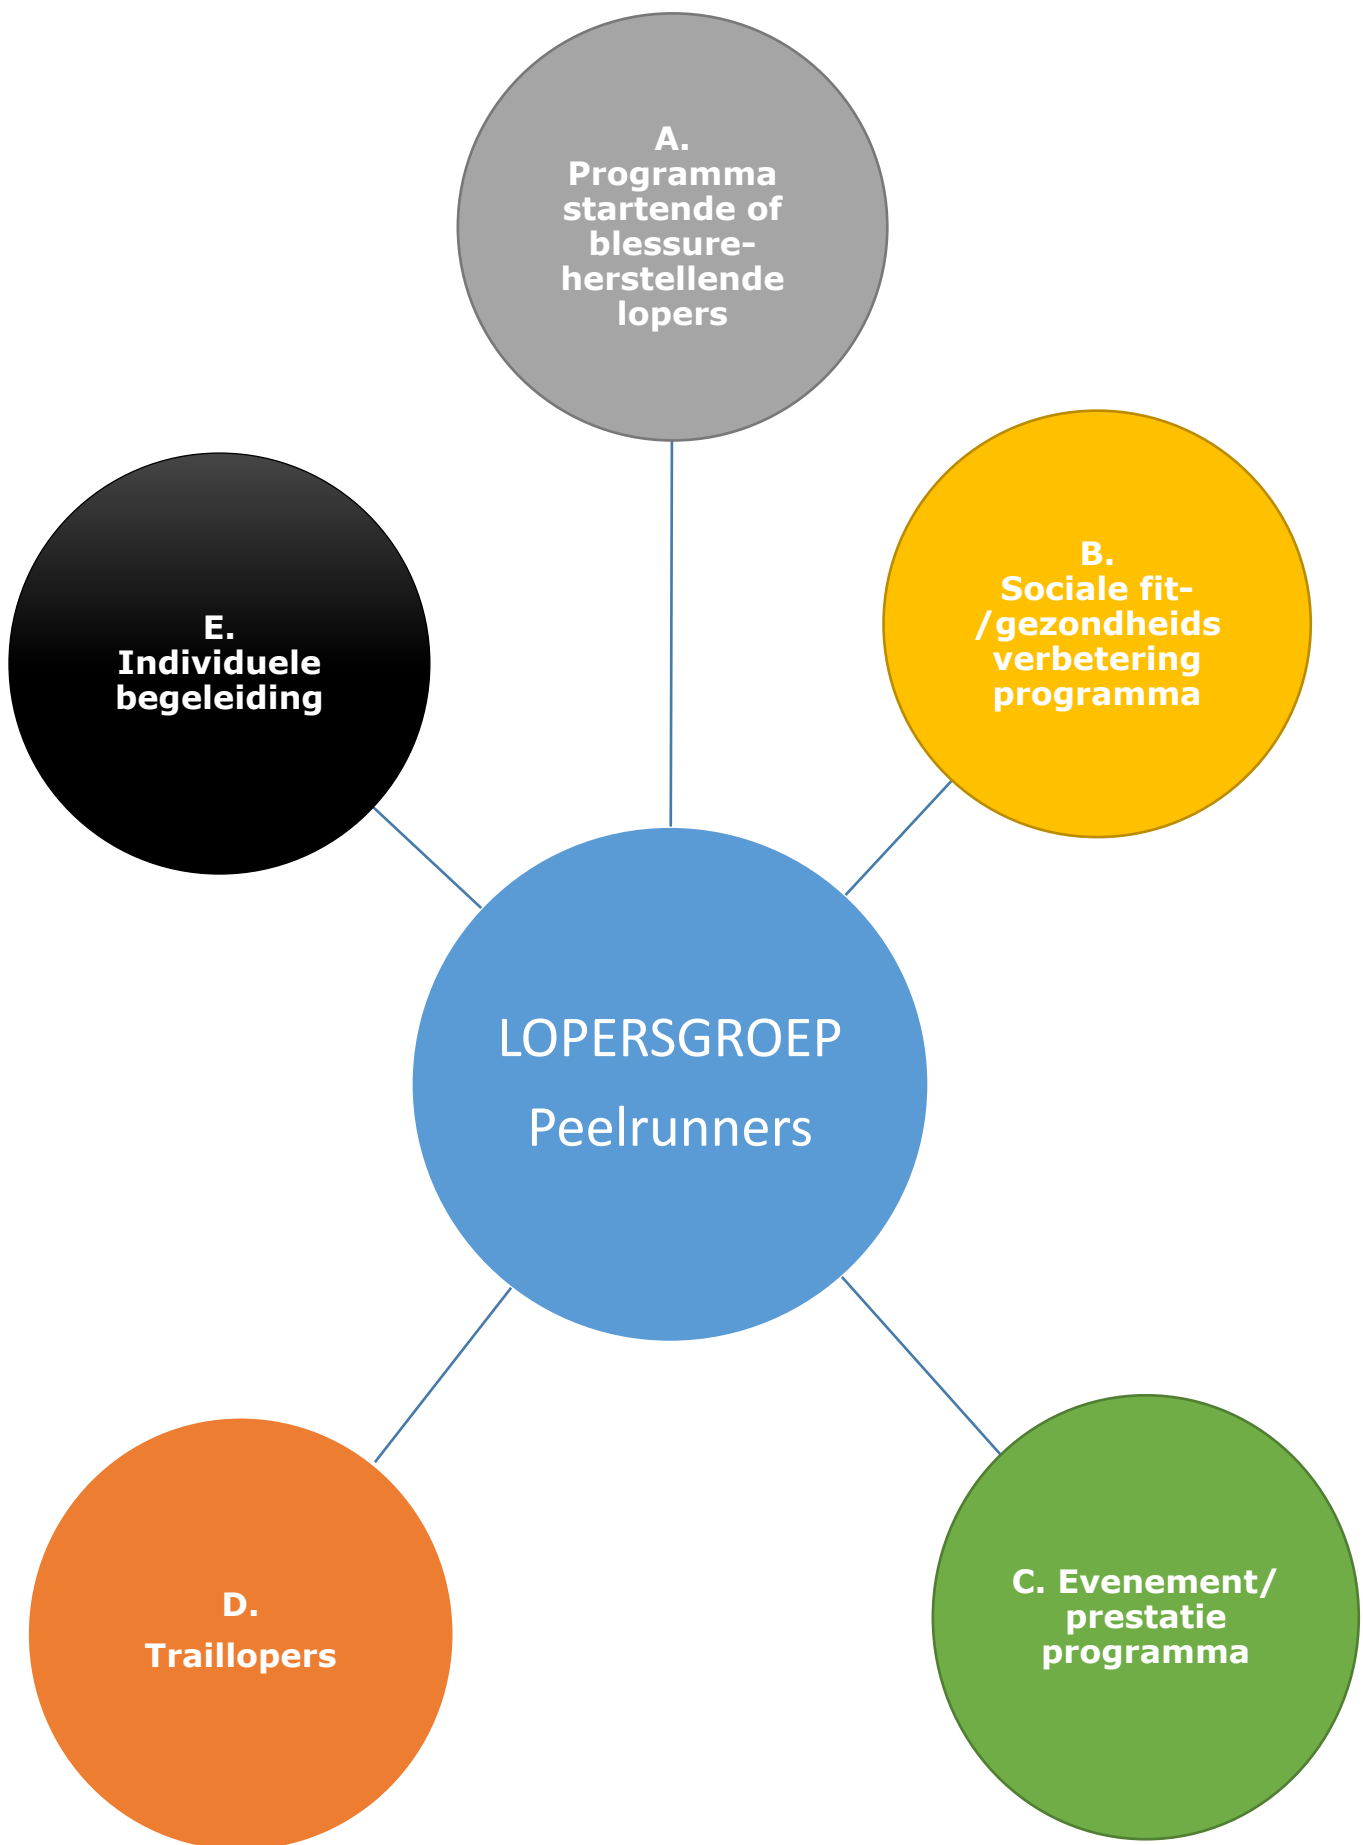 A.
Programma
startende of
blessure-
herstellende
lopers
B.
Sociale fit-
/gezondheids
verbetering
programma
E.
Individuele
begeleiding
LOPERSGROEP
Peelrunners
C. Evenement/
prestatie
programma
D.
Traillopers